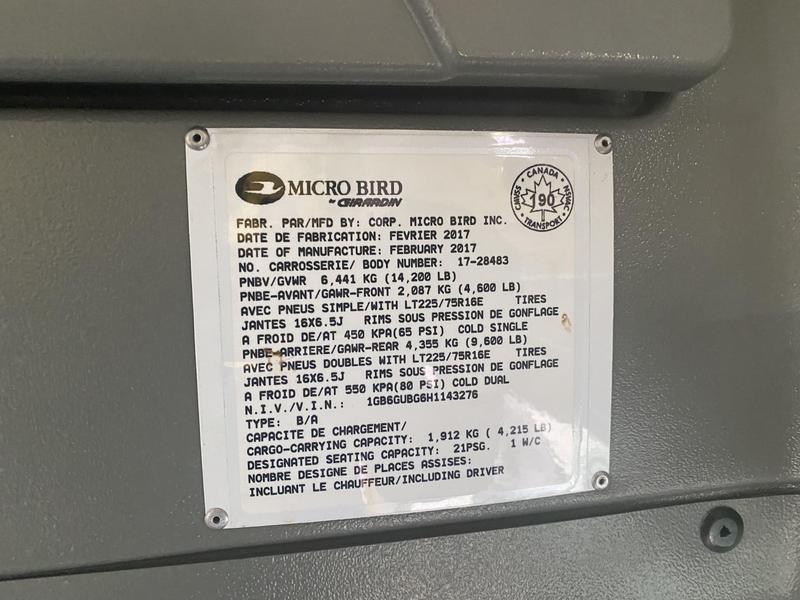 MICRO BIRD
by GIRARDIN
CANADA
CMVSS NSVAC
190
TRANSPORT
FABR. PAR/MFD BY: CORP. MICRO BIRD INC.
DATE DE FABRICATION: FEVRIER 2017
DATE OF MANUFACTURE: FEBRUARY 2017
NO. CARROSSERIE/ BODY NUMBER: 17-28483
PNBV/GVWR 6,441 KG (14,200 LB)
PNBE-AVANT/GAWR-FRONT 2,087 KG (4,600 LB)
AVEC PNEUS SIMPLE/WITH LT225/75R16E TIRES
JANTES 16X6.5J RIMS SOUS PRESSION DE GONFLAGE
A FROID DE/AT 450 KPA(65 PSI) COLD SINGLE
PNBE-ARRIERE/GAWR-REAR 4,355 KG (9,600 LB)
AVEC PNEUS DOUBLES WITH LT225/75R16E TIRES
JANTES 16X6.5J RIMS SOUS PRESSION DE GONFLAGE
A FROID DE/AT 550 KPA(80 PSI) COLD DUAL
N.I.V./V.I.N.: 1GB6GUBG6H1143276
TYPE: B/A
CAPACITE DE CHARGEMENT/
CARGO-CARRYING CAPACITY: 1,912 KG ( 4,215 LB)
DESIGNATED SEATING CAPACITY: 21PSG. 1 W/C
NOMBRE DESIGNE DE PLACES ASSISES:
INCLUANT LE CHAUFFEUR/INCLUDING DRIVER